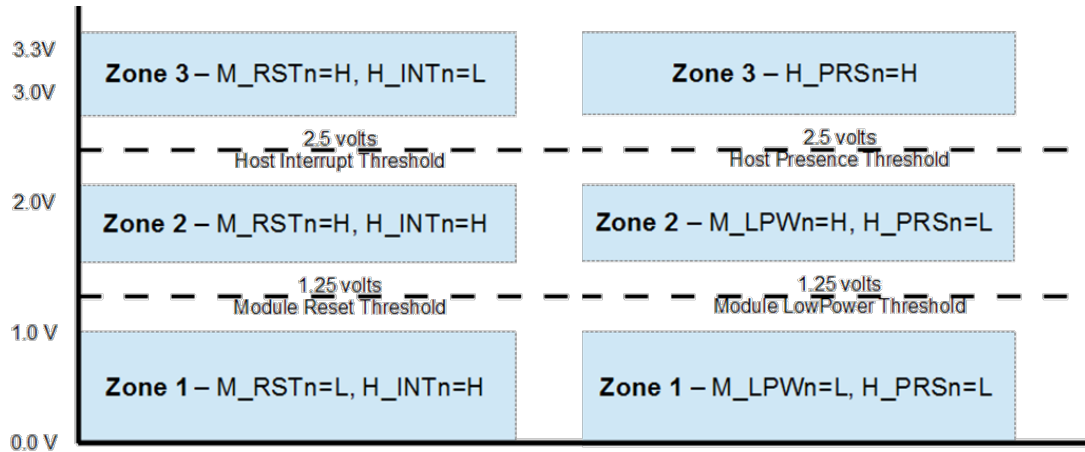 3.3V
3.0V
Zone 3 – M_RSTn=H, H_INTn=L
Zone 3 – H_PRSn=H
2.5 volts
Host Interrupt Threshold
2.5 volts
Host Presence Threshold
2.0V
Zone 2 – M_RSTn=H, H_INTn=H
Zone 2 – M_LPWn=H, H_PRSn=L
1.25 volts
Module Reset Threshold
1.25 volts
Module LowPower Threshold
1.0 V
Zone 1 – M_RSTn=L, H_INTn=H
Zone 1 – M_LPWn=L, H_PRSn=L
0.0 V